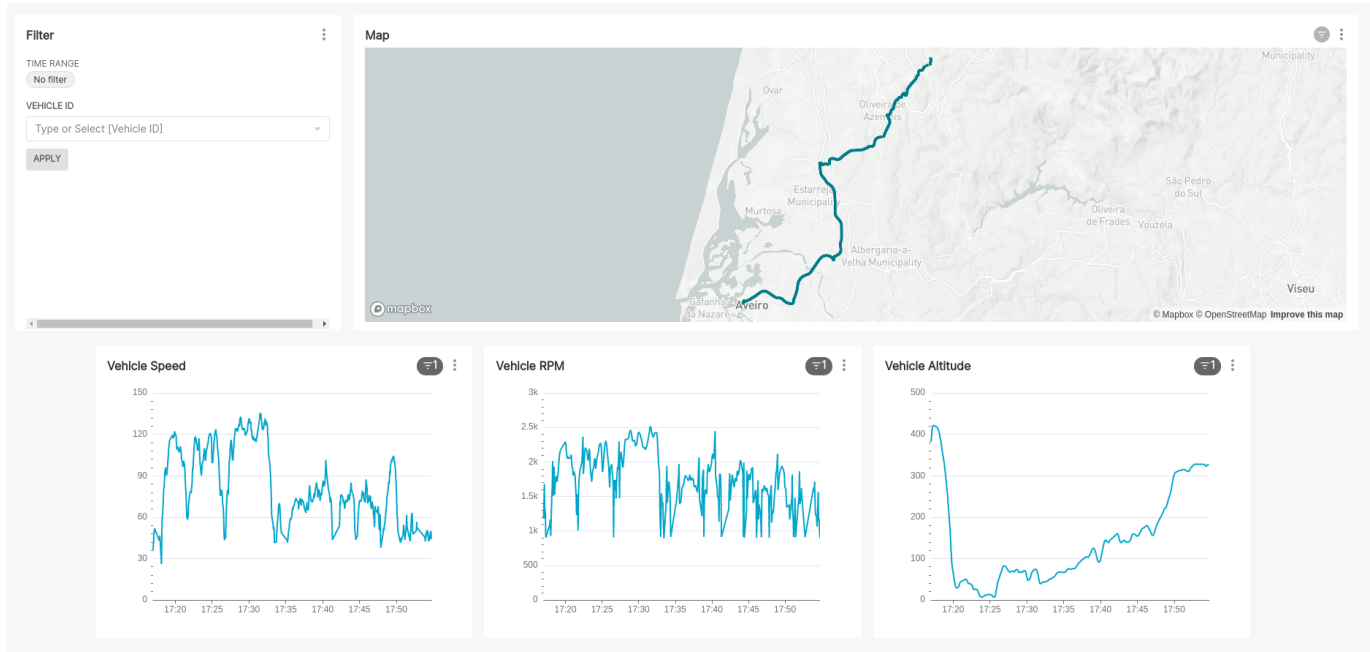 Filter
TIME RANGE
No filter
VEHICLE ID
Type or Select [Vehicle ID]
APPLY
Map
Municipality
Ovar
Oliveira de
Azeméis
São Pedro
do Sul
Estarreja
Municipality
Murtosa
Oliveira
de Frades
Vouzela
Albergaria-a-
Velha Municipality
Viseu
Gafanha
da Nazaré
Aveiro
mapbox
© Mapbox © OpenStreetMap Improve this map
Vehicle Speed
1
150
120
90
60
30
0
17:20 17:25 17:30 17:35 17:40 17:45 17:50
Vehicle RPM
1
3k
2.5k
2k
1.5k
1k
500
0
17:20 17:25 17:30 17:35 17:40 17:45 17:50
Vehicle Altitude
1
500
400
300
200
100
0
17:20 17:25 17:30 17:35 17:40 17:45 17:50